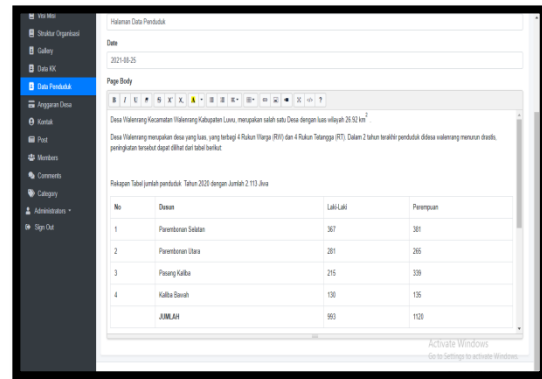 Visi Misi
Struktur Organisasi
Gallery
Data KK
Data Penduduk
Anggaran Desa
Kontak
Post
Members
Comments
Category
Administrators
Sign Out
Halaman Data Penduduk
Date
2021-08-25
Page Body
Desa Walenrang Kecamatan Walenrang Kabupaten Luwu, merupakan salah satu Desa dengan luas wilayah 26.92 km2 .
Desa Walenrang merupakan desa yang luas, yang terbagi 4 Rukun Warga (RW) dan 4 Rukun Tetangga (RT). Dalam 2 tahun terakhir penduduk didesa walenrang menurun drastis,
peningkatan tersebut dapat dilihat dari tabel berikut:
Rekapan Tabel jumlah penduduk Tahun 2020 dengan Jumlah 2.113 Jiwa
No Dusun Laki-Laki Perempuan
1 Parembonan Selatan 367 381
2 Parembonan Utara 281 265
3 Pasang Kaliba 215 339
4 Kaliba Bawah 130 135
JUMLAH 993 1120
Activate Windows
Go to Settings to activate Windows.